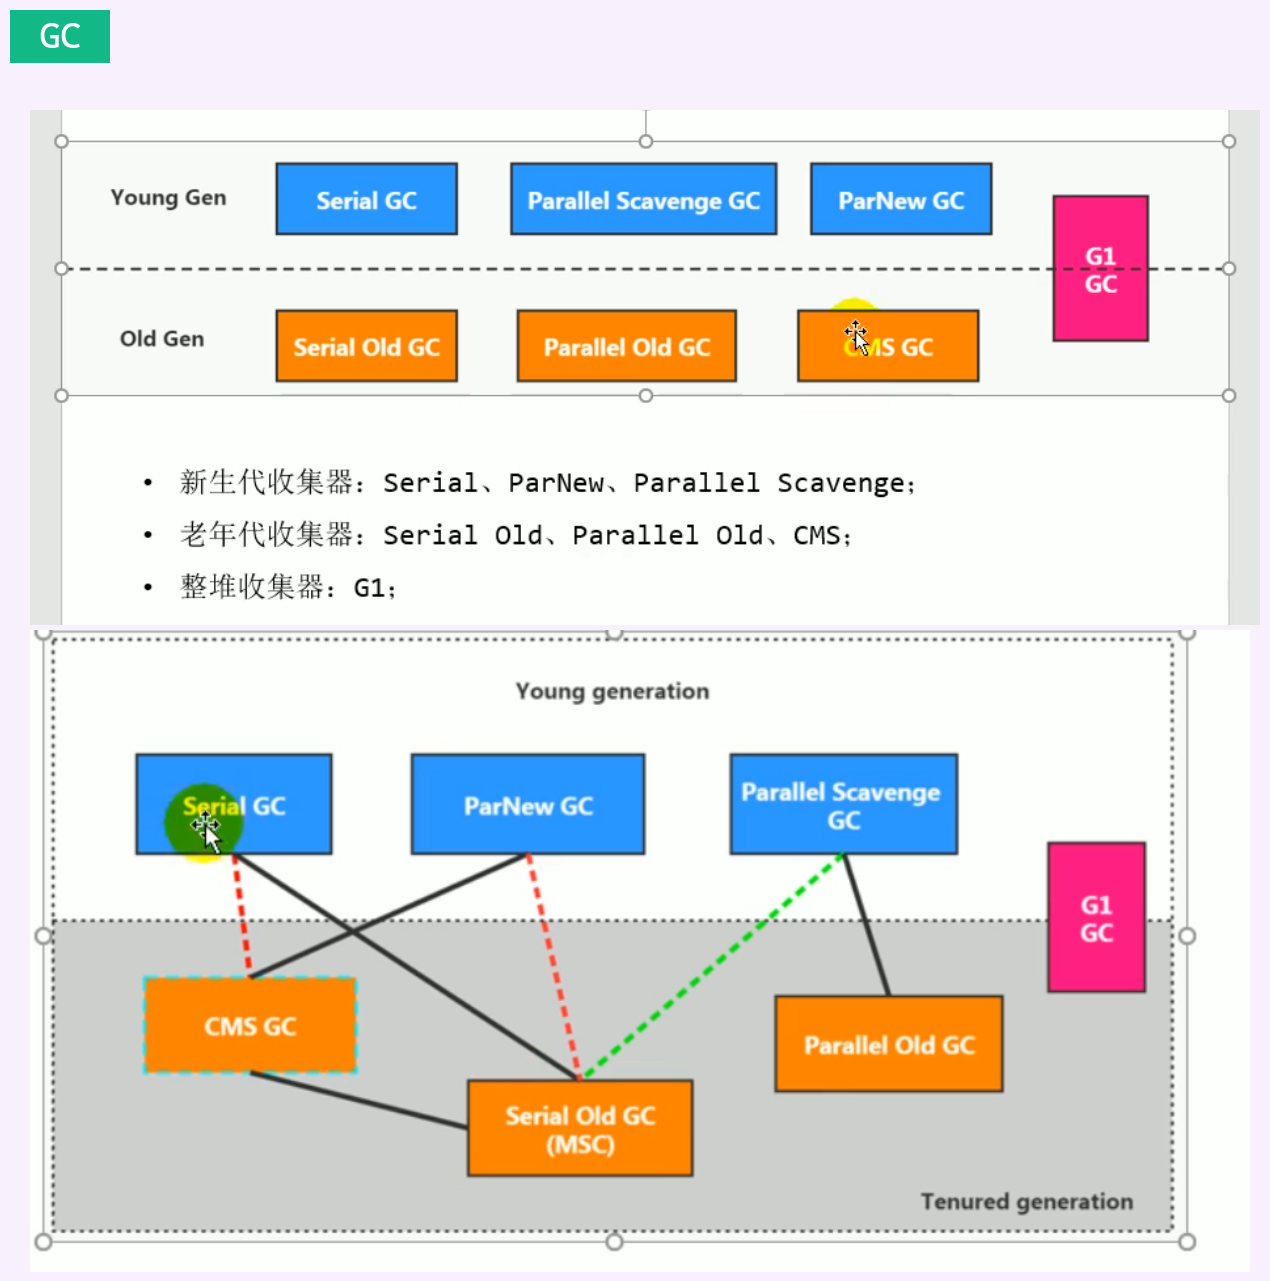 GC
Young Gen
Serial GC
Parallel Scavenge GC
ParNew GC
G1
GC
Old Gen
Serial Old GC
Parallel Old GC
CMS GC
• 新生代收集器：Serial、ParNew、Parallel Scavenge；
• 老年代收集器：Serial Old、Parallel Old、CMS；
• 整堆收集器：G1；
Young generation
Serial GC
ParNew GC
Parallel Scavenge
GC
G1
GC
CMS GC
Parallel Old GC
Serial Old GC
(MSC)
Tenured generation